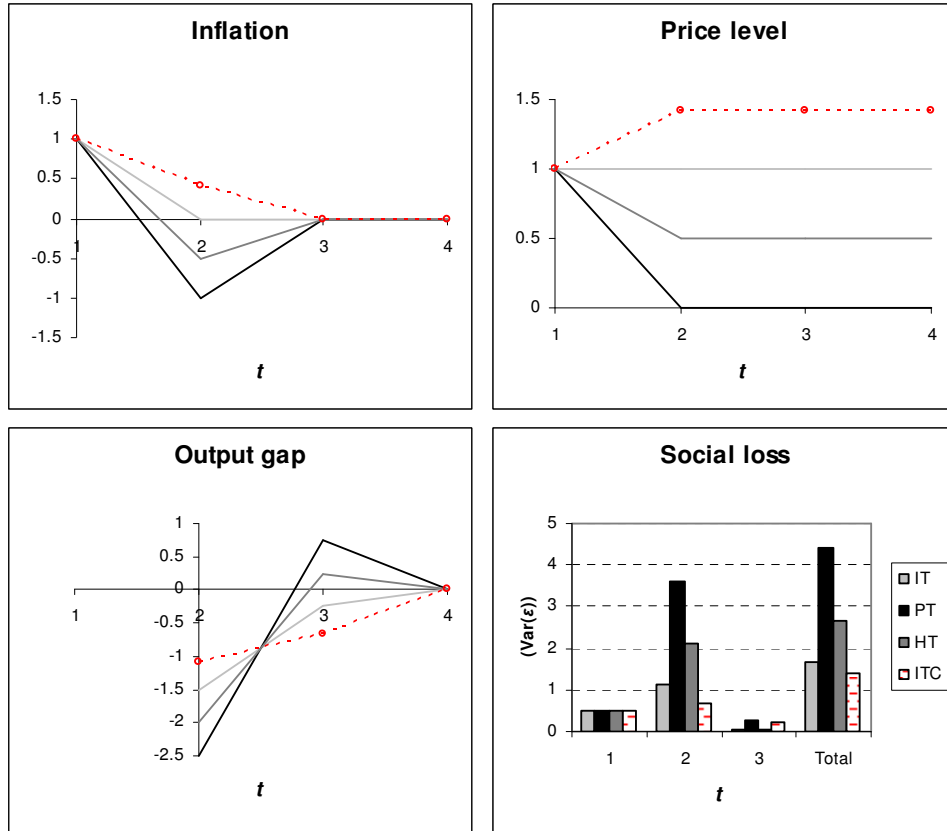 Inflation
1.5
1
0.5
0
-0.5
-1
-1.5
1 2 3 4
t
Price level
1.5
1
0.5
0
1 2 3 4
t
Output gap
1
0.5
0
-0.5
-1
-1.5
-2
-2.5
1 2 3 4
t
Social loss
(Var(ε))
5
4
3
2
1
0
1 2 3 Total
t
IT
PT
HT
ITC